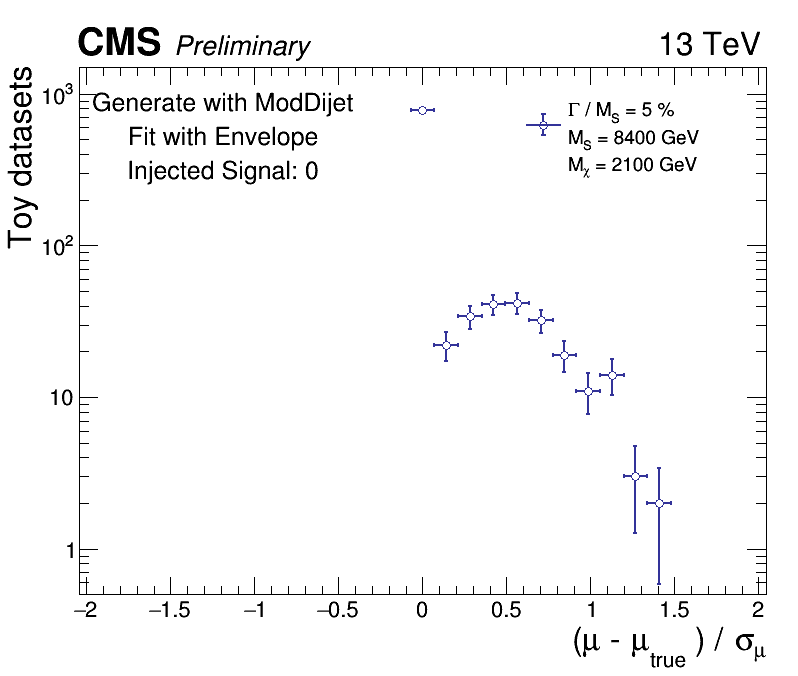 CMS Preliminary 13 TeV
Toy datasets
10³
10²
10
1
Generate with ModDijet
Fit with Envelope
Injected Signal: 0
Γ / M_S = 5 %
M_S = 8400 GeV
M_χ = 2100 GeV
−2 −1.5 −1 −0.5 0 0.5 1 1.5 2
(μ - μ_true ) / σ_μ